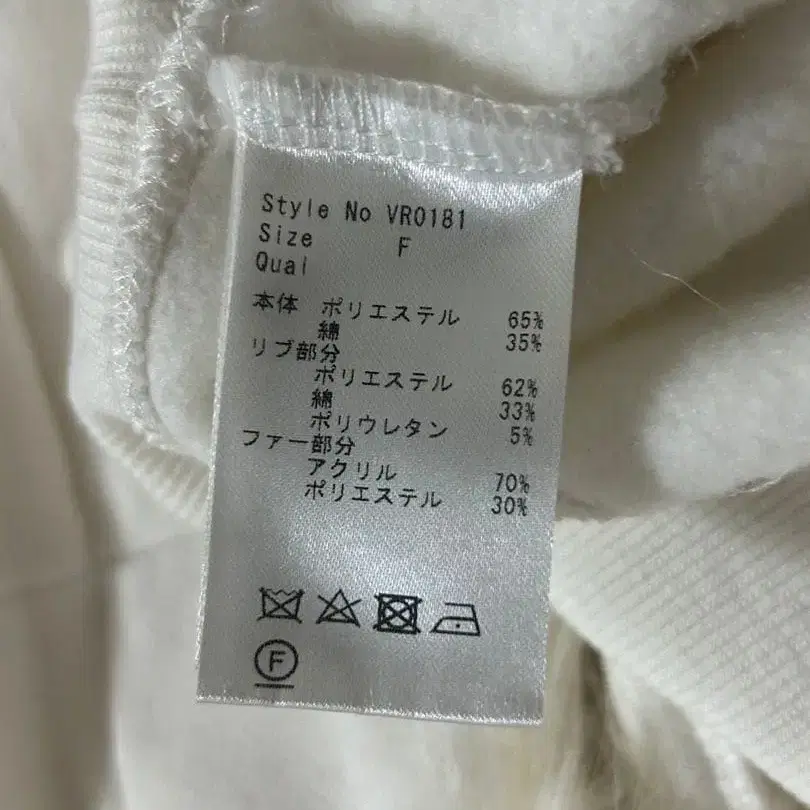 Style No VR0181
Size F
Qual
本体 ポリエステル 65%
綿 35%
リブ部分
ポリエステル 62%
綿 33%
ポリウレタン 5%
ファー部分
アクリル 70%
ポリエステル 30%
F